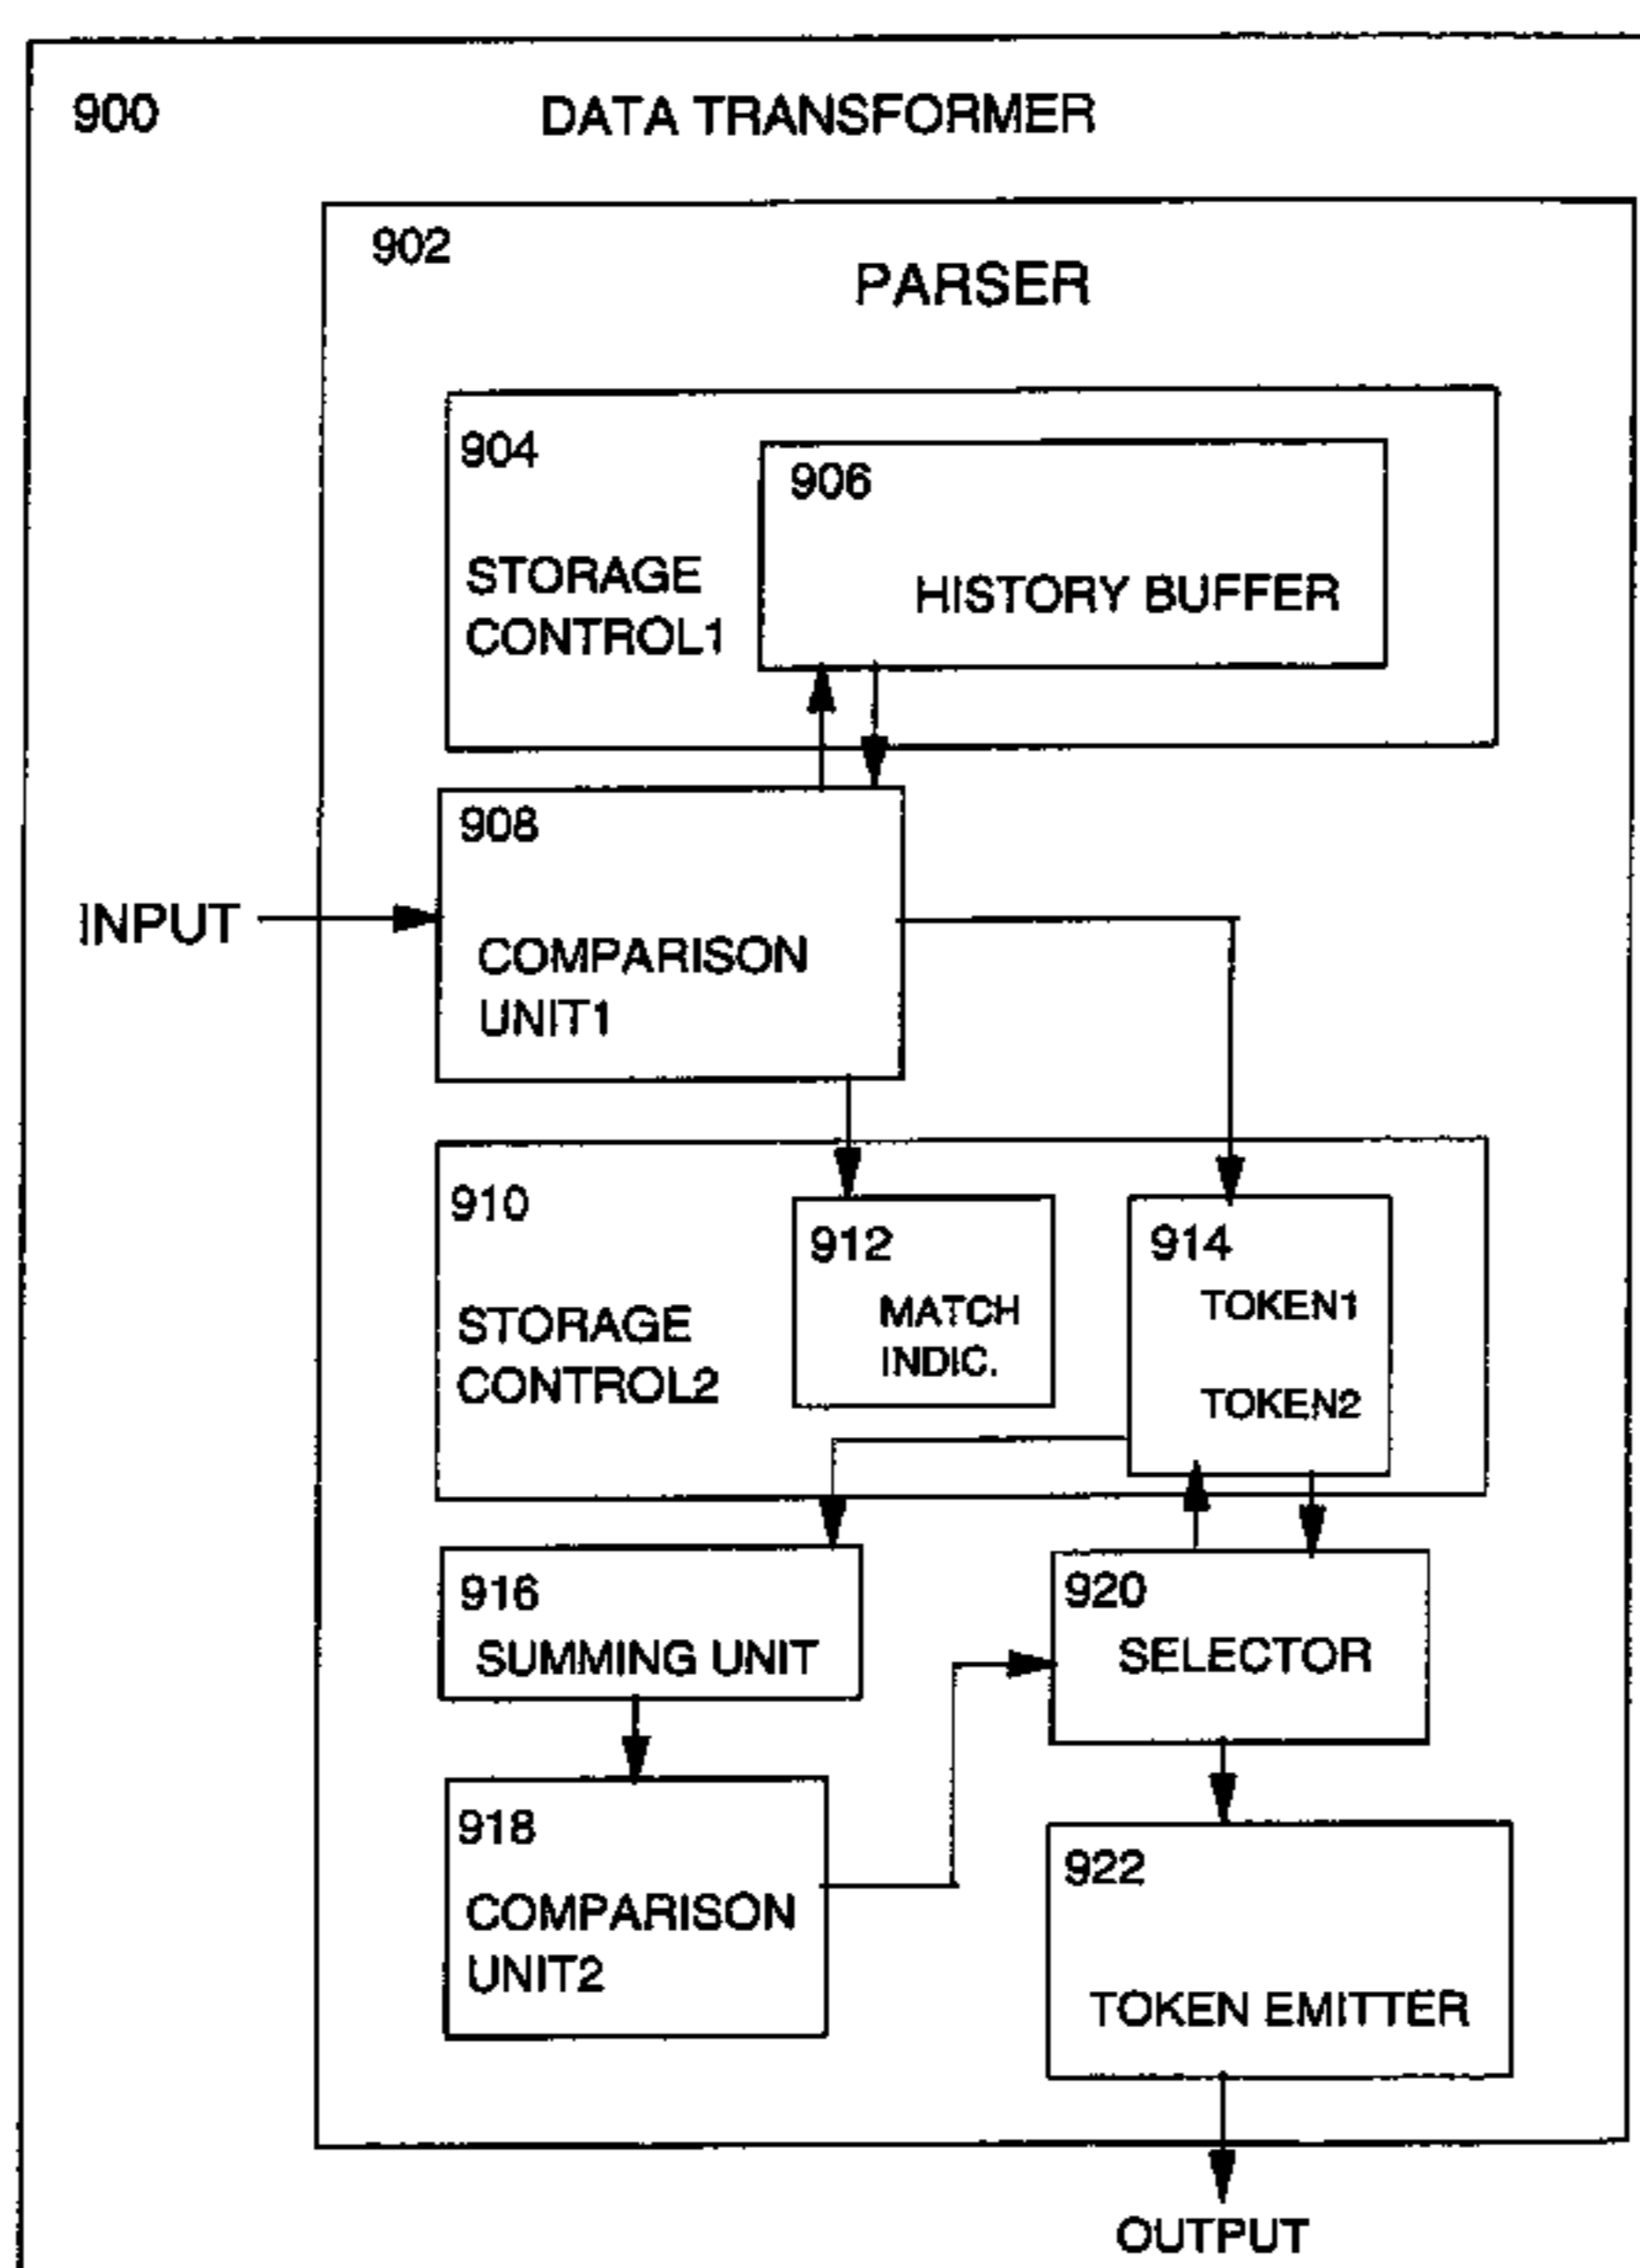 900
DATA TRANSFORMER
902
PARSER
904
906
STORAGE
CONTROL1
HISTORY BUFFER
908
INPUT
COMPARISON
UNIT1
910
912
914
MATCH
INDIC.
TOKEN1
TOKEN2
STORAGE
CONTROL2
916
SUMMING UNIT
920
SELECTOR
918
COMPARISON
UNIT2
922
TOKEN EMITTER
OUTPUT